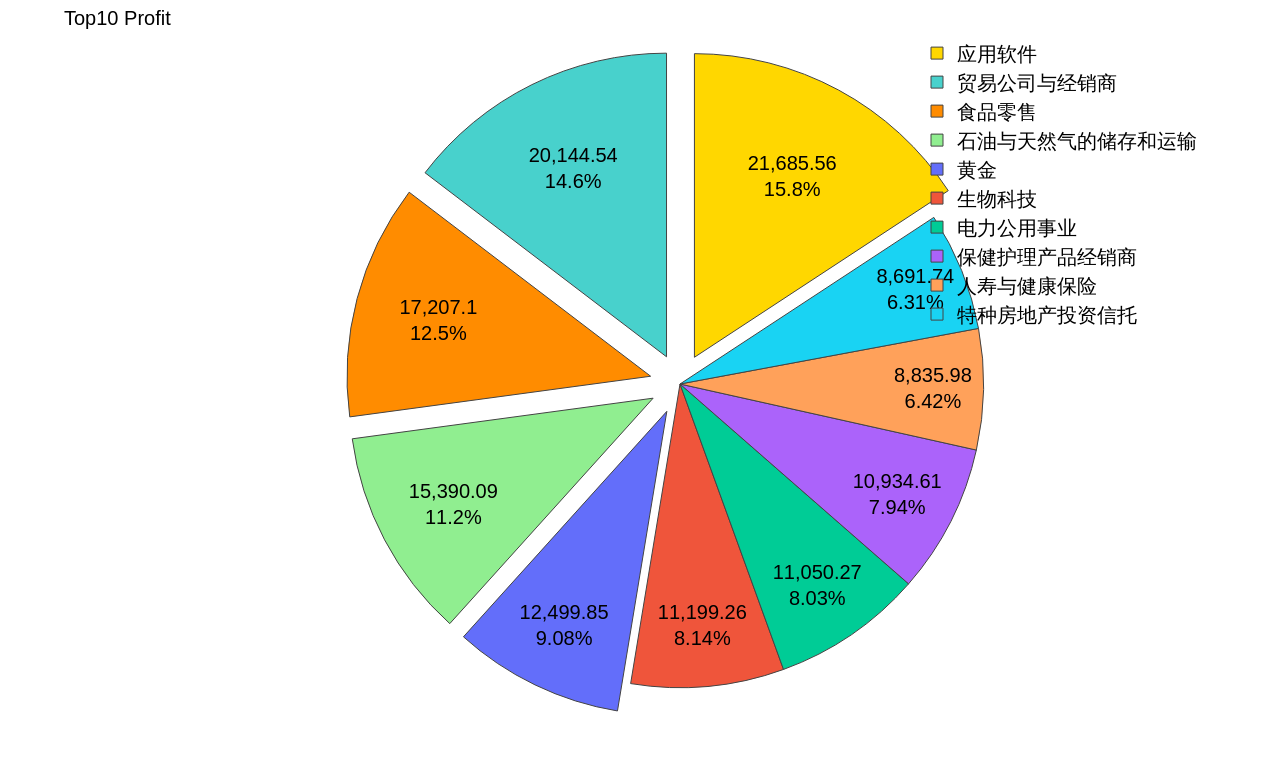 Top10 Profit
应用软件
贸易公司与经销商
食品零售
石油与天然气的储存和运输
黄金
生物科技
电力公用事业
保健护理产品经销商
人寿与健康保险
特种房地产投资信托
21,685.56
15.8%
20,144.54
14.6%
17,207.1
12.5%
15,390.09
11.2%
12,499.85
9.08%
11,199.26
8.14%
11,050.27
8.03%
10,934.61
7.94%
8,835.98
6.42%
8,691.74
6.31%